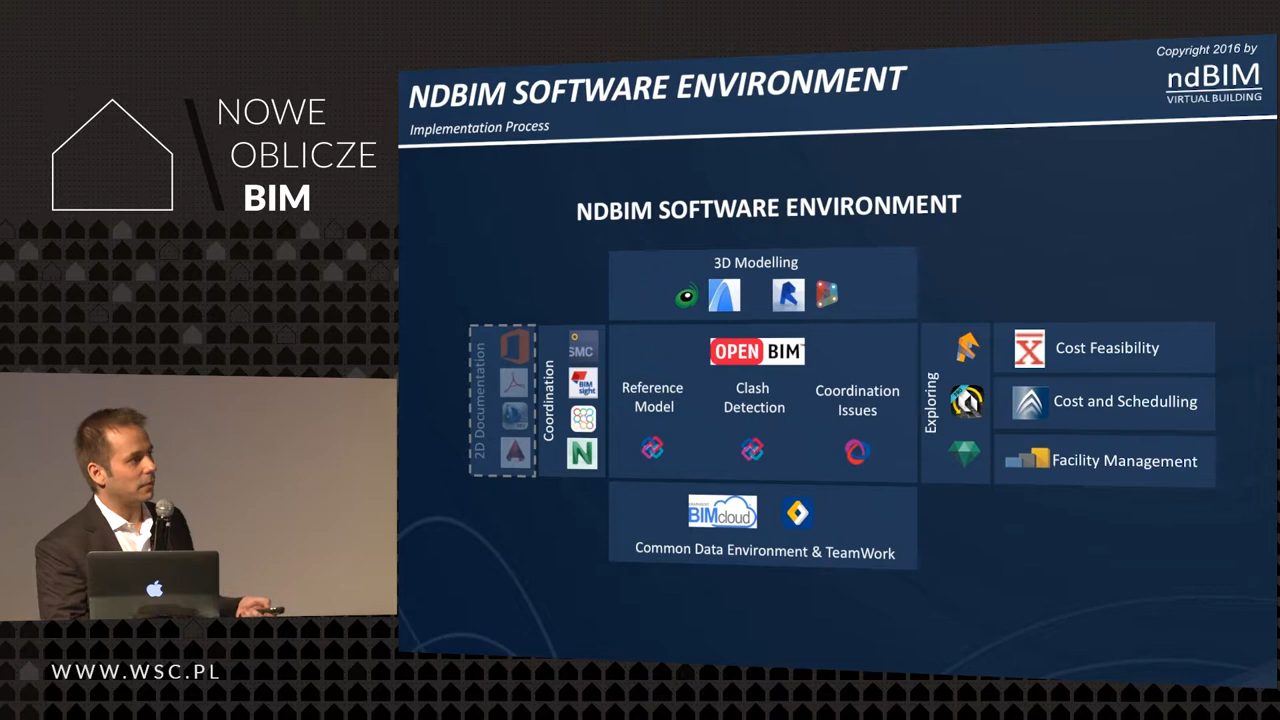 NOWE
OBLICZE
BIM
WWW.WSC.PL
NDBIM SOFTWARE ENVIRONMENT
Implementation Process
Copyright 2016 by
ndBIM
VIRTUAL BUILDING
NDBIM SOFTWARE ENVIRONMENT
3D Modelling
2D Documentation
Coordination
SMC
BIM
sight
N
OPEN BIM
Reference
Model
Clash
Detection
Coordination
Issues
Exploring
Cost Feasibility
Cost and Schedulling
Facility Management
BIMcloud
Common Data Environment & TeamWork